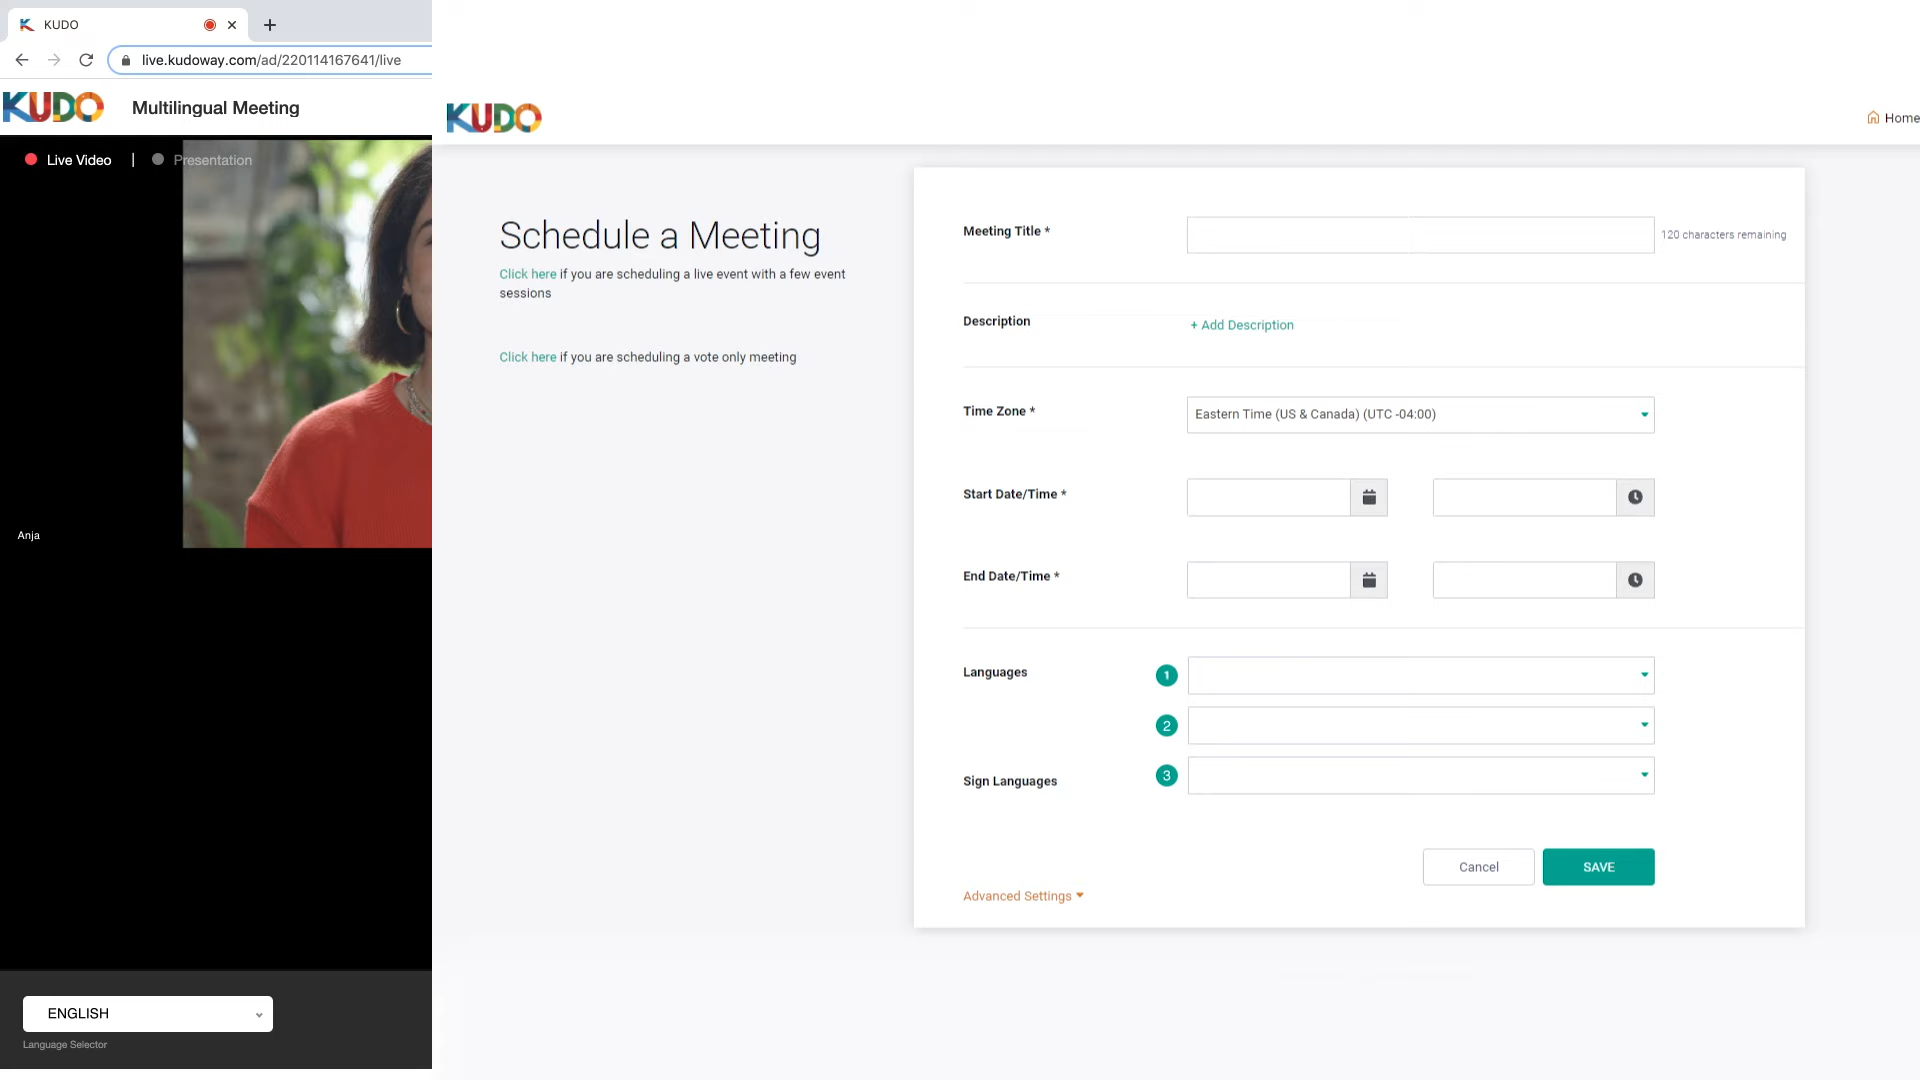 KUDO
live.kudoway.com/ad/220114167641/live
KUDO
Multilingual Meeting
Live Video | Presentation
Anja
ENGLISH
Language Selector
KUDO
Home
Schedule a Meeting
Click here if you are scheduling a live event with a few event
sessions
Click here if you are scheduling a vote only meeting
Meeting Title *
120 characters remaining
Description
+ Add Description
Time Zone *
Eastern Time (US & Canada) (UTC -04:00)
Start Date/Time *
End Date/Time *
Languages
1
2
Sign Languages
3
Cancel
SAVE
Advanced Settings